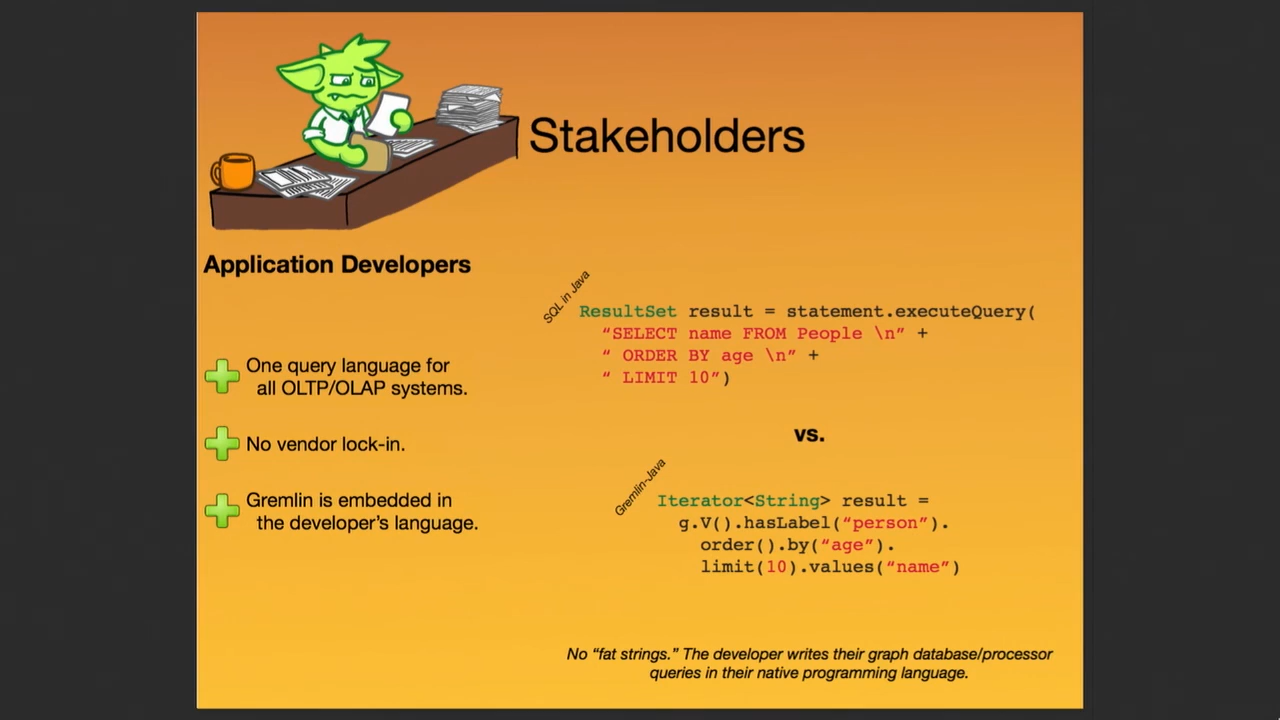 Stakeholders
Application Developers
One query language for
all OLTP/OLAP systems.
No vendor lock-in.
Gremlin is embedded in
the developer's language.
SQL in Java
ResultSet result = statement.executeQuery(
“SELECT name FROM People \n” +
“ ORDER BY age \n” +
“ LIMIT 10”)
vs.
Gremlin-Java
Iterator<String> result =
g.V().hasLabel(“person”).
order().by(“age”).
limit(10).values(“name”)
No “fat strings.” The developer writes their graph database/processor
queries in their native programming language.